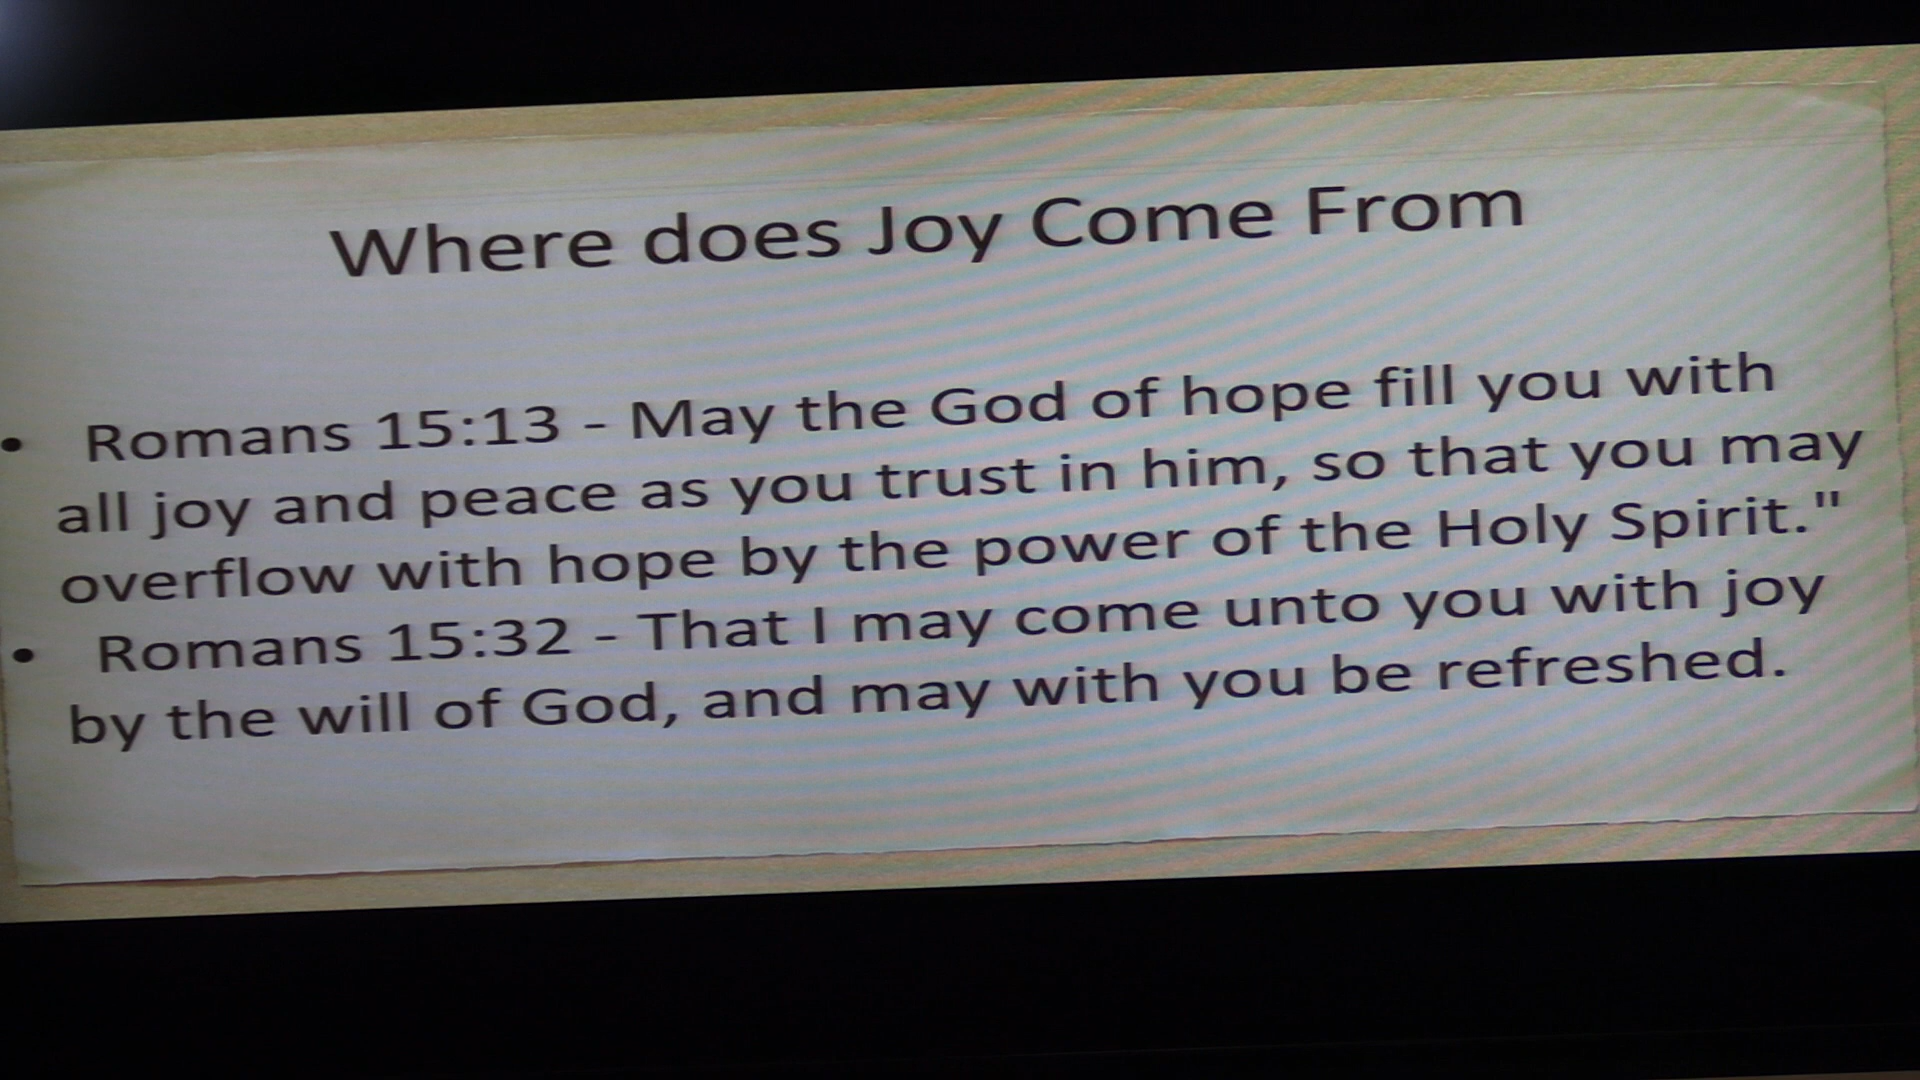 Where does Joy Come From
• Romans 15:13 - May the God of hope fill you with
all joy and peace as you trust in him, so that you may
overflow with hope by the power of the Holy Spirit."
• Romans 15:32 - That I may come unto you with joy
by the will of God, and may with you be refreshed.